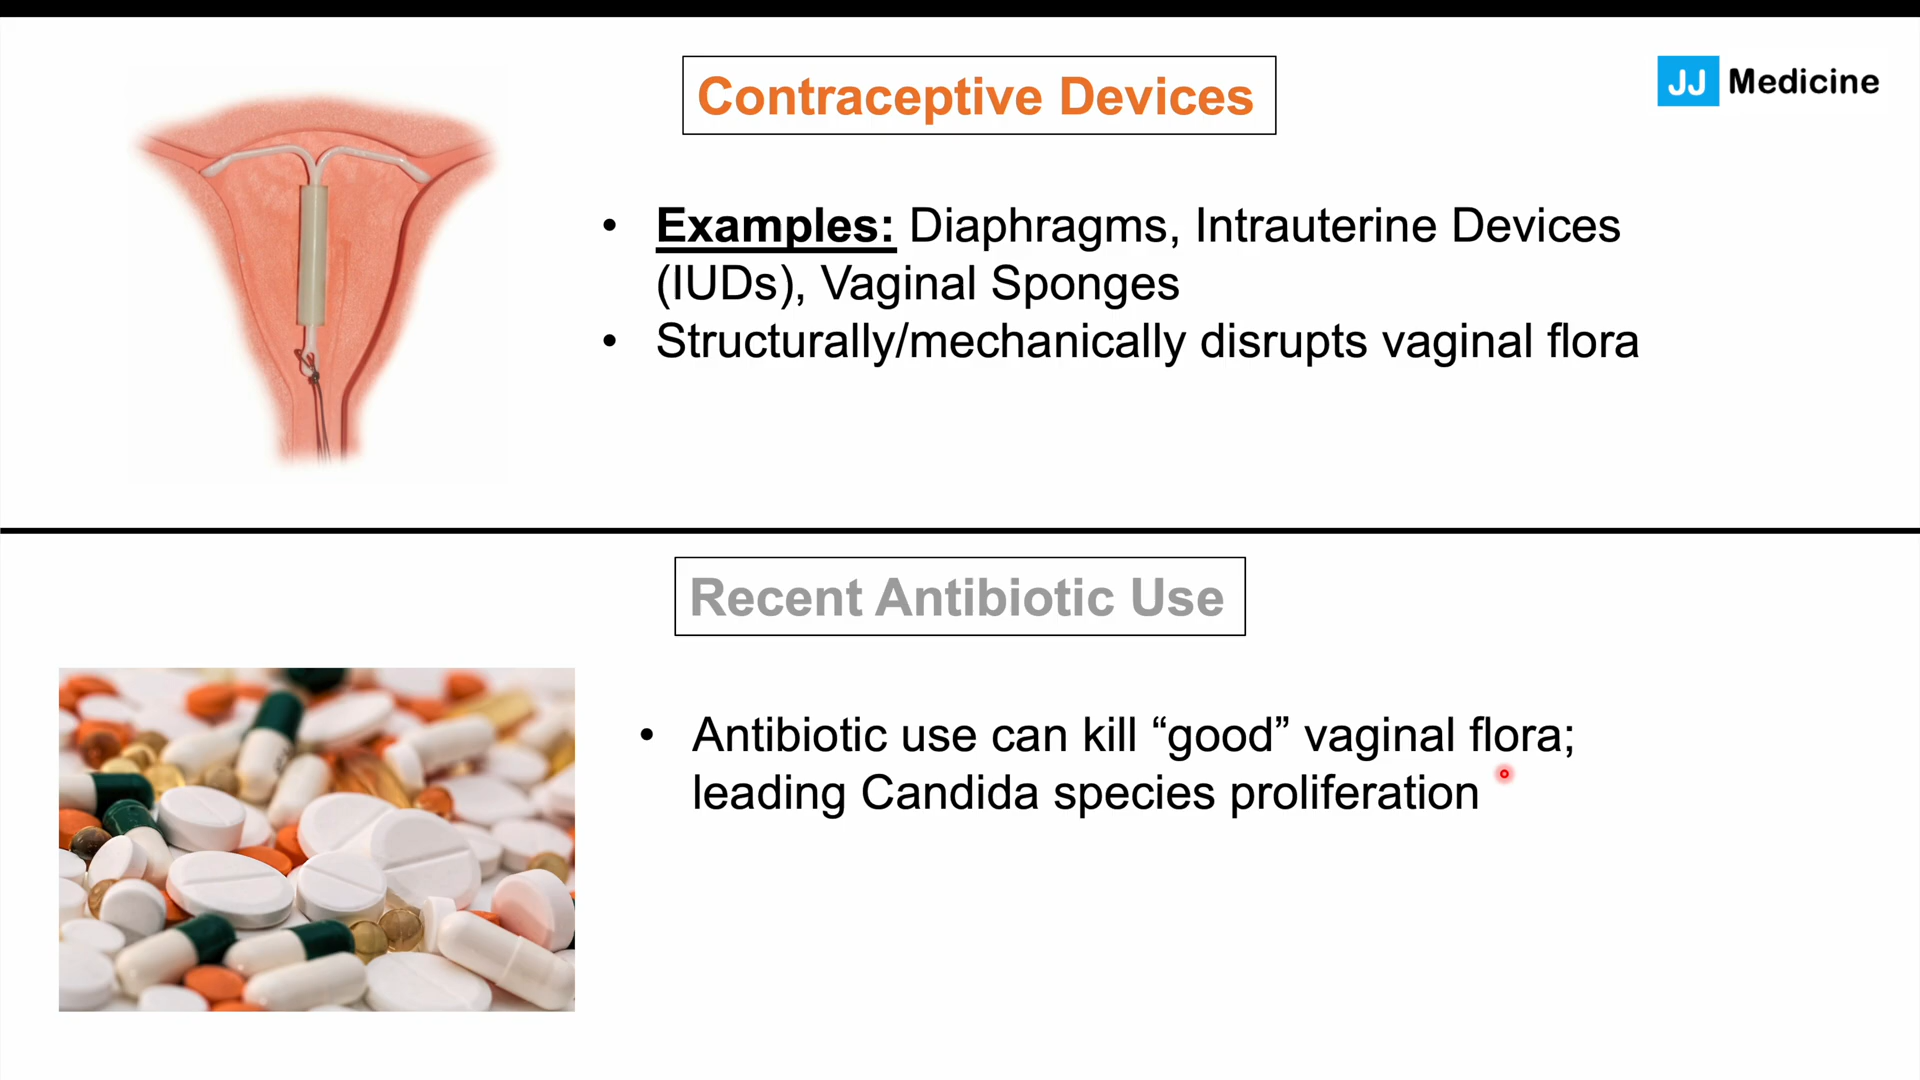 Contraceptive Devices
JJ Medicine
• Examples: Diaphragms, Intrauterine Devices
(IUDs), Vaginal Sponges
• Structurally/mechanically disrupts vaginal flora
Recent Antibiotic Use
• Antibiotic use can kill “good” vaginal flora;
leading Candida species proliferation